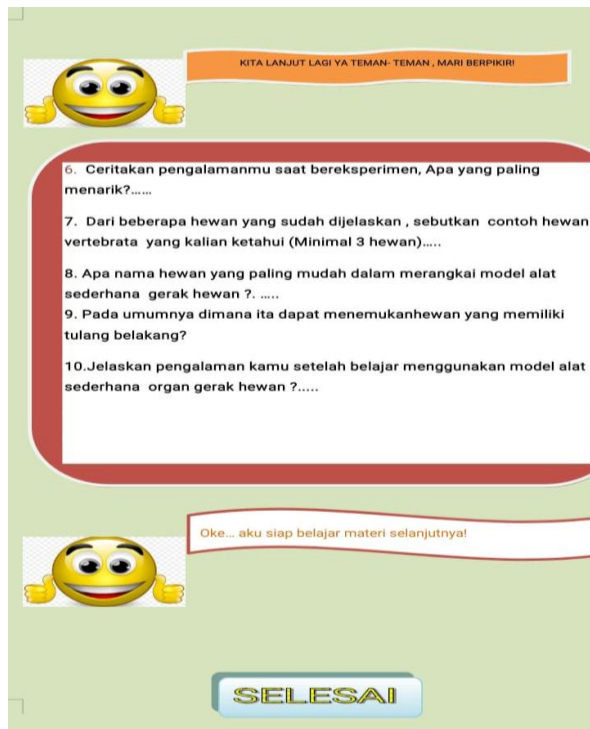 KITA LANJUT LAGI YA TEMAN- TEMAN , MARI BERPIKIR!
6. Ceritakan pengalamanmu saat bereksperimen, Apa yang paling
menarik?......
7. Dari beberapa hewan yang sudah dijelaskan , sebutkan contoh hewan
vertebrata yang kalian ketahui (Minimal 3 hewan).....
8. Apa nama hewan yang paling mudah dalam merangkai model alat
sederhana gerak hewan ?. .....
9. Pada umumnya dimana ita dapat menemukanhewan yang memiliki
tulang belakang?
10.Jelaskan pengalaman kamu setelah belajar menggunakan model alat
sederhana organ gerak hewan ?.....
Oke... aku siap belajar materi selanjutnya!
SELESAI